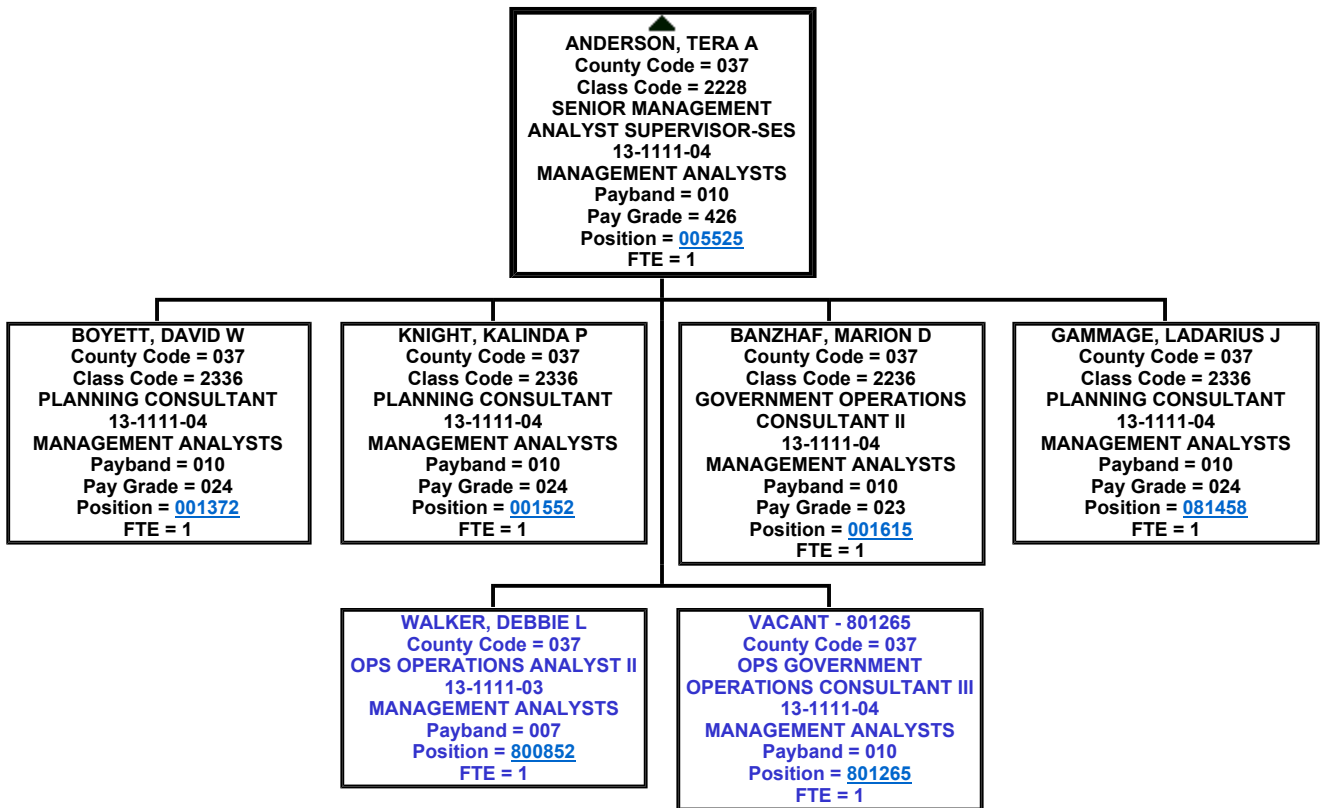 ANDERSON, TERA A
County Code = 037
Class Code = 2228
SENIOR MANAGEMENT
ANALYST SUPERVISOR-SES
13-1111-04
MANAGEMENT ANALYSTS
Payband = 010
Pay Grade = 426
Position = 005525
FTE = 1
BOYETT, DAVID W
County Code = 037
Class Code = 2336
PLANNING CONSULTANT
13-1111-04
MANAGEMENT ANALYSTS
Payband = 010
Pay Grade = 024
Position = 001372
FTE = 1
KNIGHT, KALINDA P
County Code = 037
Class Code = 2336
PLANNING CONSULTANT
13-1111-04
MANAGEMENT ANALYSTS
Payband = 010
Pay Grade = 024
Position = 001552
FTE = 1
BANZHAF, MARION D
County Code = 037
Class Code = 2236
GOVERNMENT OPERATIONS
CONSULTANT II
13-1111-04
MANAGEMENT ANALYSTS
Payband = 010
Pay Grade = 023
Position = 001615
FTE = 1
GAMMAGE, LADARIUS J
County Code = 037
Class Code = 2336
PLANNING CONSULTANT
13-1111-04
MANAGEMENT ANALYSTS
Payband = 010
Pay Grade = 024
Position = 081458
FTE = 1
WALKER, DEBBIE L
County Code = 037
OPS OPERATIONS ANALYST II
13-1111-03
MANAGEMENT ANALYSTS
Payband = 007
Position = 800852
FTE = 1
VACANT - 801265
County Code = 037
OPS GOVERNMENT
OPERATIONS CONSULTANT III
13-1111-04
MANAGEMENT ANALYSTS
Payband = 010
Position = 801265
FTE = 1